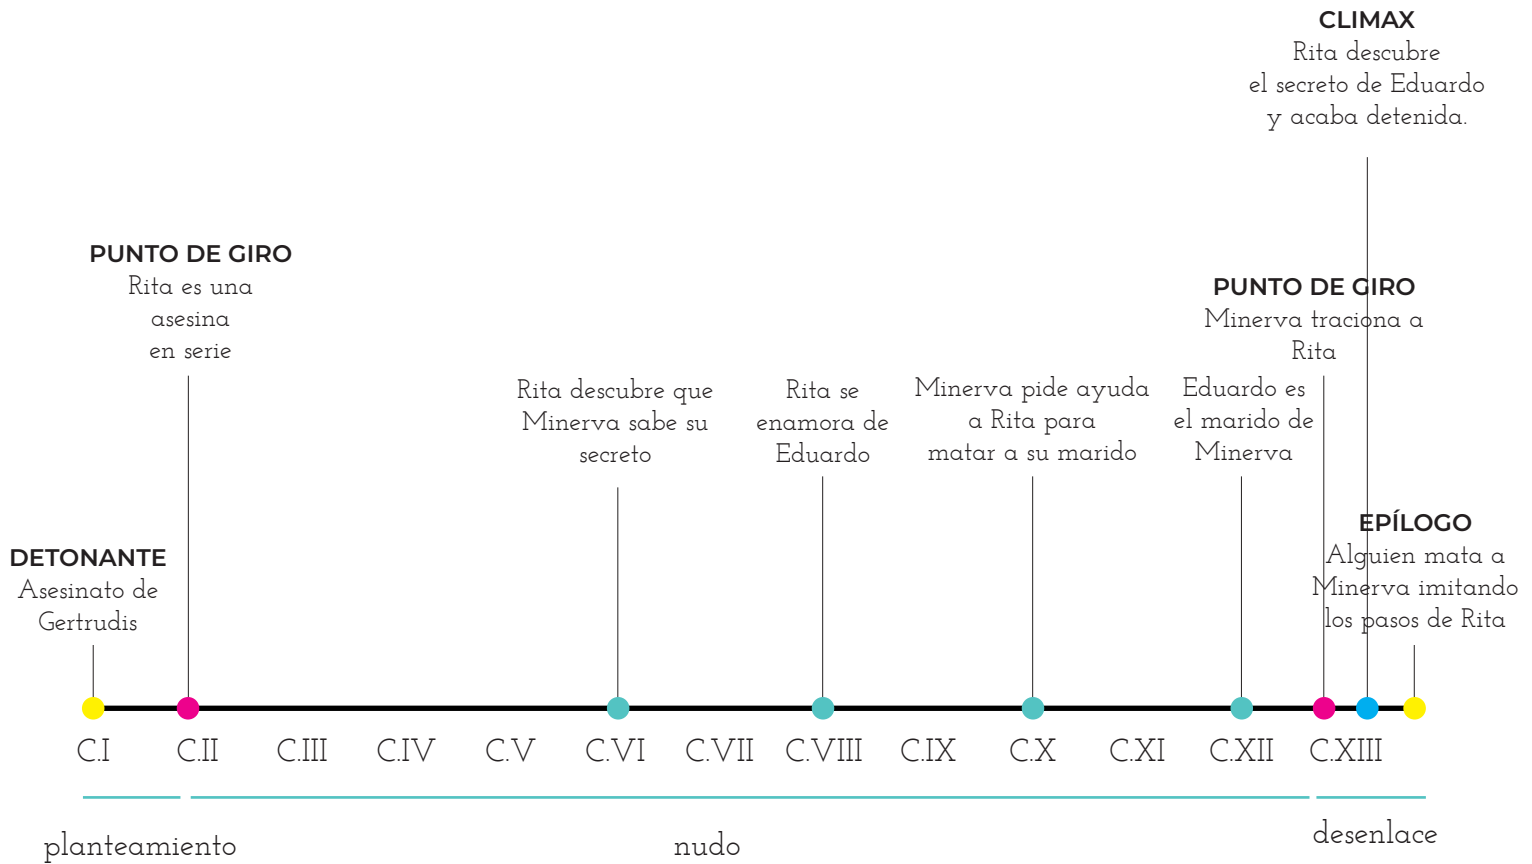 CLIMAX
Rita descubre
el secreto de Eduardo
y acaba detenida.
PUNTO DE GIRO
Rita es una
asesina
en serie
PUNTO DE GIRO
Minerva traciona a
Rita
Rita descubre que
Minerva sabe su
secreto
Rita se
enamora de
Eduardo
Minerva pide ayuda
a Rita para
matar a su marido
Eduardo es
el marido de
Minerva
DETONANTE
Asesinato de
Gertrudis
EPÍLOGO
Alguien mata a
Minerva imitando
los pasos de Rita
C.I C.II C.III C.IV C.V C.VI C.VII C.VIII C.IX C.X C.XI C.XII C.XIII
planteamiento nudo desenlace